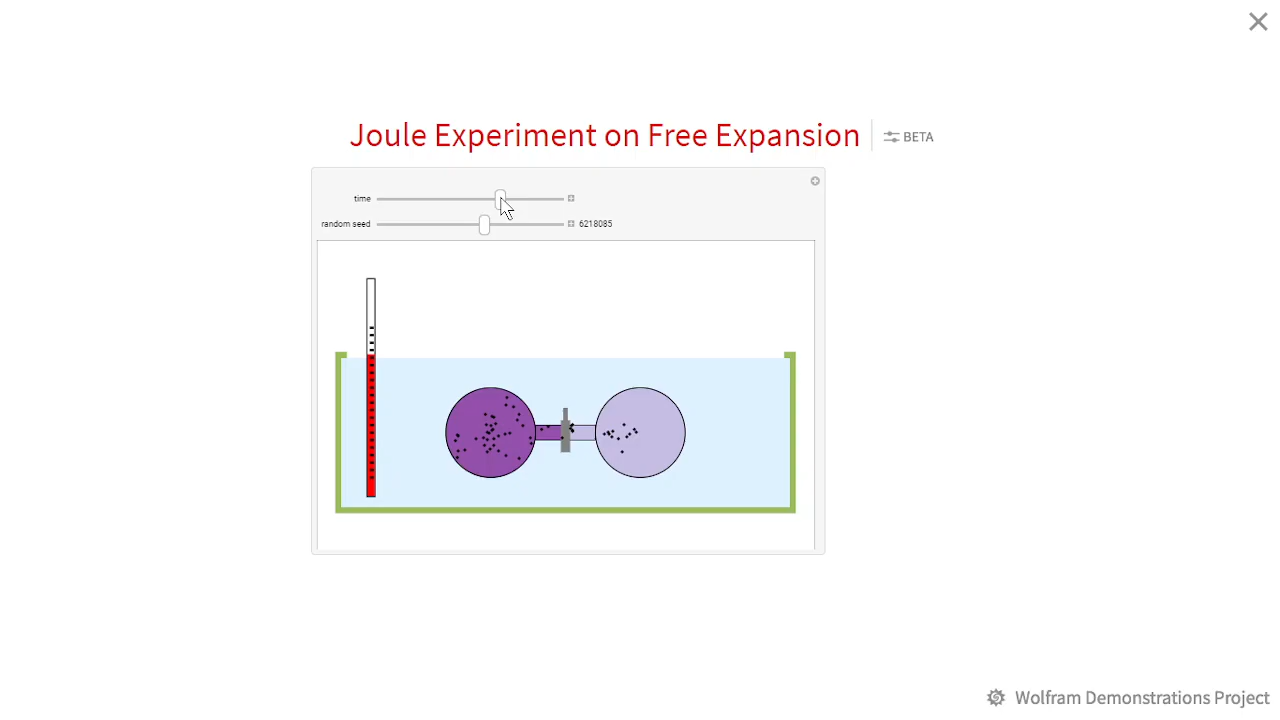 Joule Experiment on Free Expansion
BETA
time
random seed 6218085
Wolfram Demonstrations Project